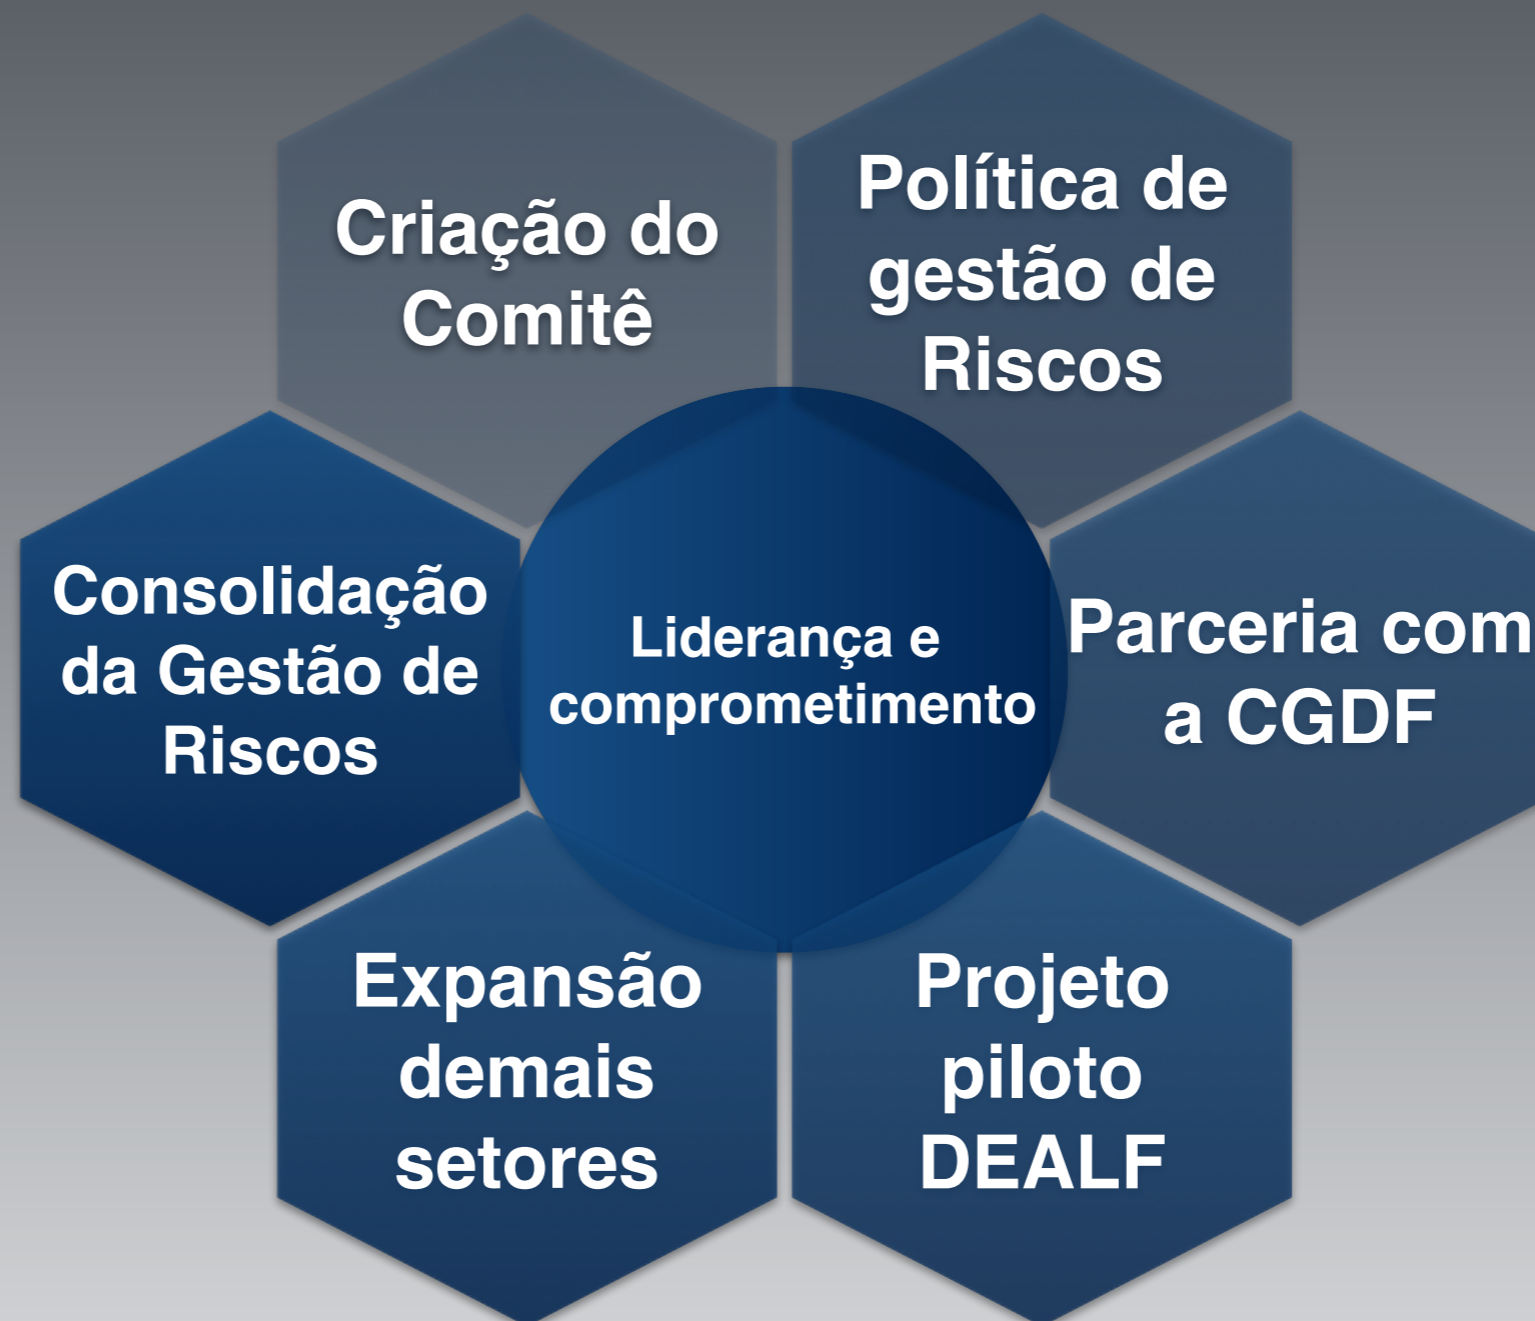 Criação do
Comitê
Política de
gestão de
Riscos
Consolidação
da Gestão de
Riscos
Liderança e
comprometimento
Parceria com
a CGDF
Expansão
demais
setores
Projeto
piloto
DEALF